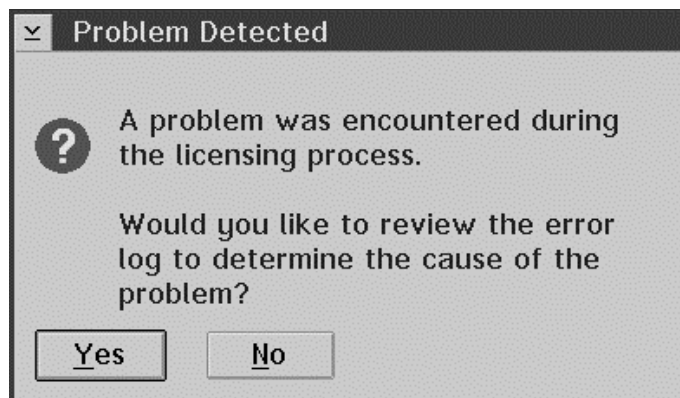 Problem Detected
A problem was encountered during
the licensing process.
Would you like to review the error
log to determine the cause of the
problem?
Yes
No